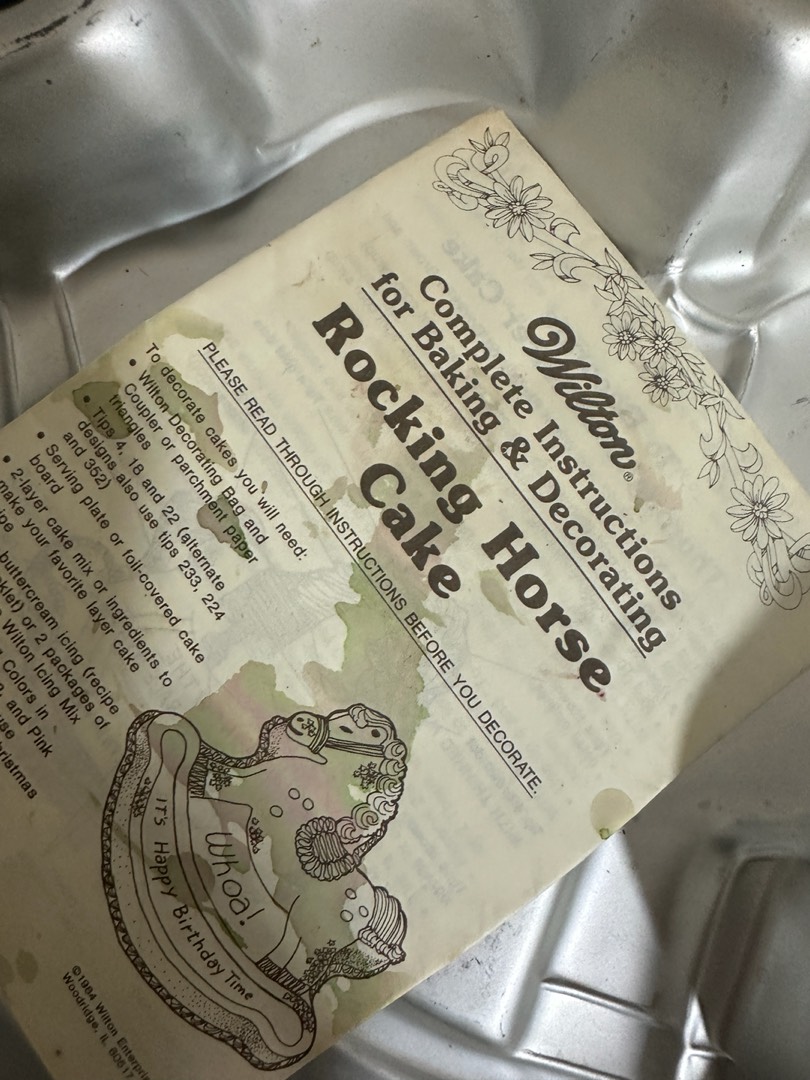 Wilton®
Complete Instructions
for Baking & Decorating
Rocking Horse
Cake
PLEASE READ THROUGH INSTRUCTIONS BEFORE YOU DECORATE.
To decorate cakes you will need:
• Wilton Decorating Bag and
Coupler or parchment paper
triangles
• Tips 4, 18 and 22 (alternate
designs also use tips 233, 224
and 352)
• Serving plate or foil-covered cake
board
• 2-layer cake mix or ingredients to
make your favorite layer cake
buttercream icing (recipe
or 2 packages of
Wilton Icing Mix
Colors in
and Pink
Whoa!
It's Happy Birthday Time
©1984 Wilton
Woodridge, IL 60517